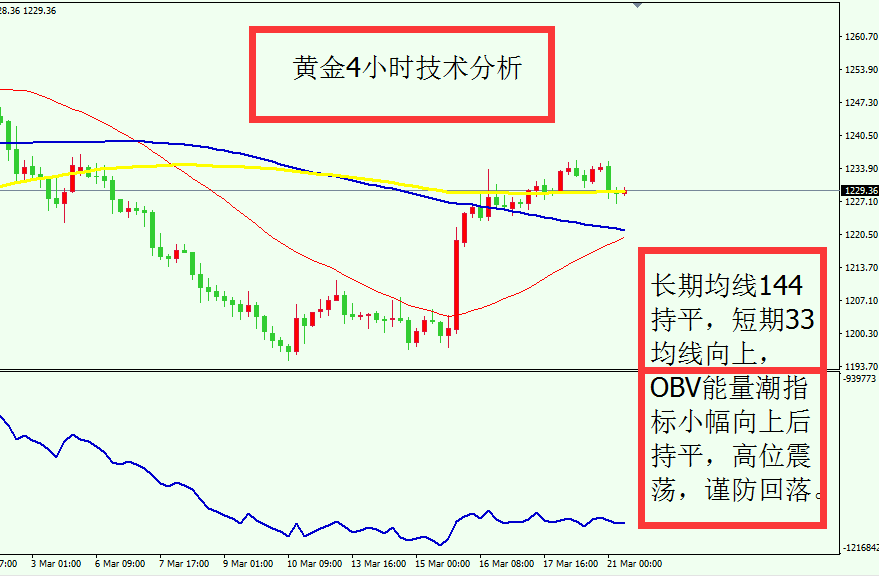 28.36 1229.36
黄金4小时技术分析
1260.70
1253.90
1247.30
1240.50
1233.90
1229.36
1227.10
1220.50
1213.70
1207.10
1200.30
1193.70
长期均线144
持平，短期33
均线向上，
OBV能量潮指
标小幅向上后
持平，高位震
荡，谨防回落。
-939773
-1216842
7:00
3 Mar 01:00
6 Mar 09:00
7 Mar 17:00
9 Mar 01:00
10 Mar 09:00
13 Mar 16:00
15 Mar 00:00
16 Mar 08:00
17 Mar 16:00
21 Mar 00:00